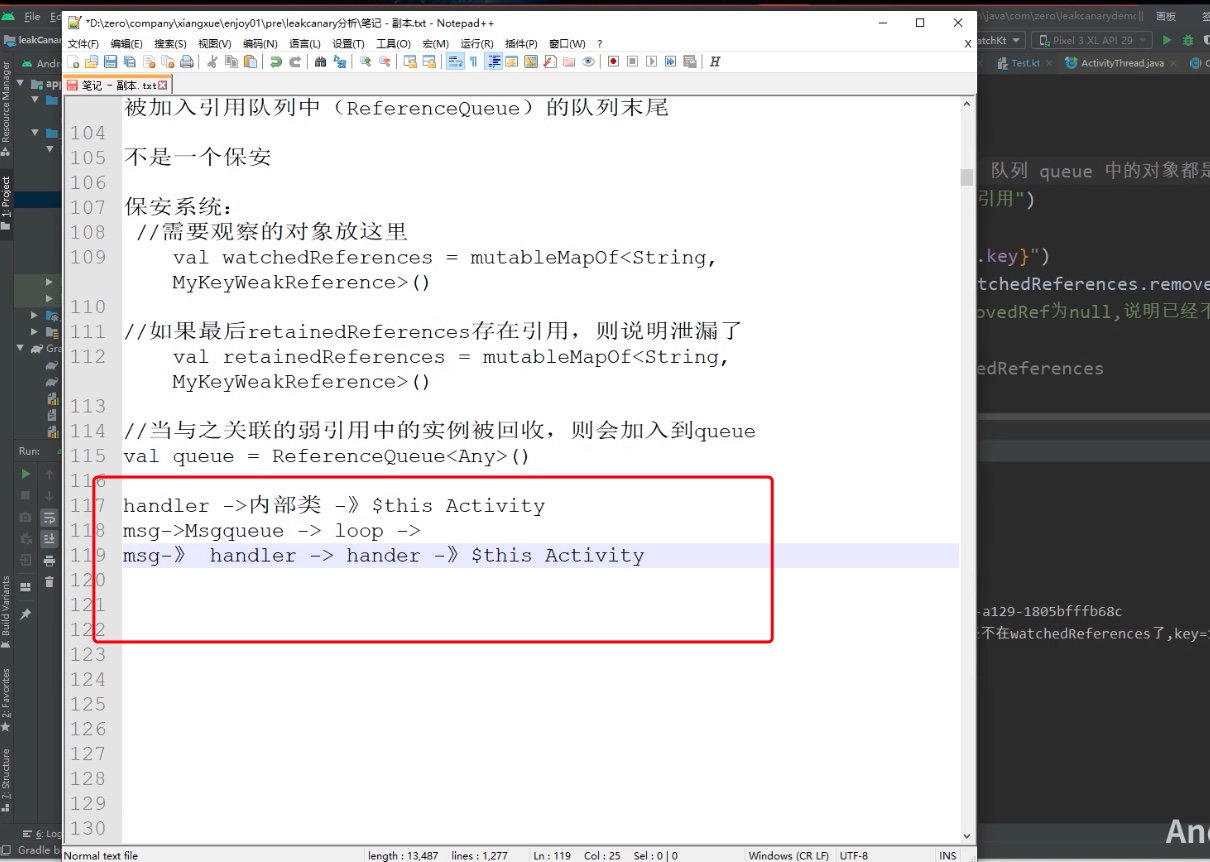 *D:\zero\company\xiangxue\enjoy01\pre\leakcanary分析\笔记 - 副本.txt - Notepad++
文件(F) 编辑(E) 搜索(S) 视图(V) 编码(N) 语言(L) 设置(T) 工具(O) 宏(M) 运行(R) 插件(P) 窗口(W) ? X
笔记 - 副本.txt
被加入引用队列中（ReferenceQueue）的队列末尾
104
105 不是一个保安
106
107 保安系统:
108 //需要观察的对象放这里
109 val watchedReferences = mutableMapOf<String,
MyKeyWeakReference>()
110
111 //如果最后retainedReferences存在引用，则说明泄漏了
112 val retainedReferences = mutableMapOf<String,
MyKeyWeakReference>()
113
114 //当与之关联的弱引用中的实例被回收，则会加入到queue
115 val queue = ReferenceQueue<Any>()
116
117 handler ->内部类 -》$this Activity
118 msg->Msgqueue -> loop ->
119 msg-》 handler -> hander -》$this Activity
120
121
122
123
124
125
126
127
128
129
130
Normal text file length : 13,487 lines : 1,277 Ln : 119 Col : 25 Sel : 0 | 0 Windows (CR LF) UTF-8 INS
File Ed
leakCanar
Andr
app
Gra
Run:
Resource Manager
1: Project
Build Variants
2: Favorites
7: Structure
6: Log
Gradle b
\java\com\zero\leakcanarydemo 画板
atchKt Pixel 3 XL API 29
Test.kt ActivityThread.java
队列 queue 中的对象都是
引用")
.key}")
tchedReferences.remove
ovedRef为null,说明已经不
edReferences
-a129-1805bfffb68c
不在watchedReferences了,key=
And